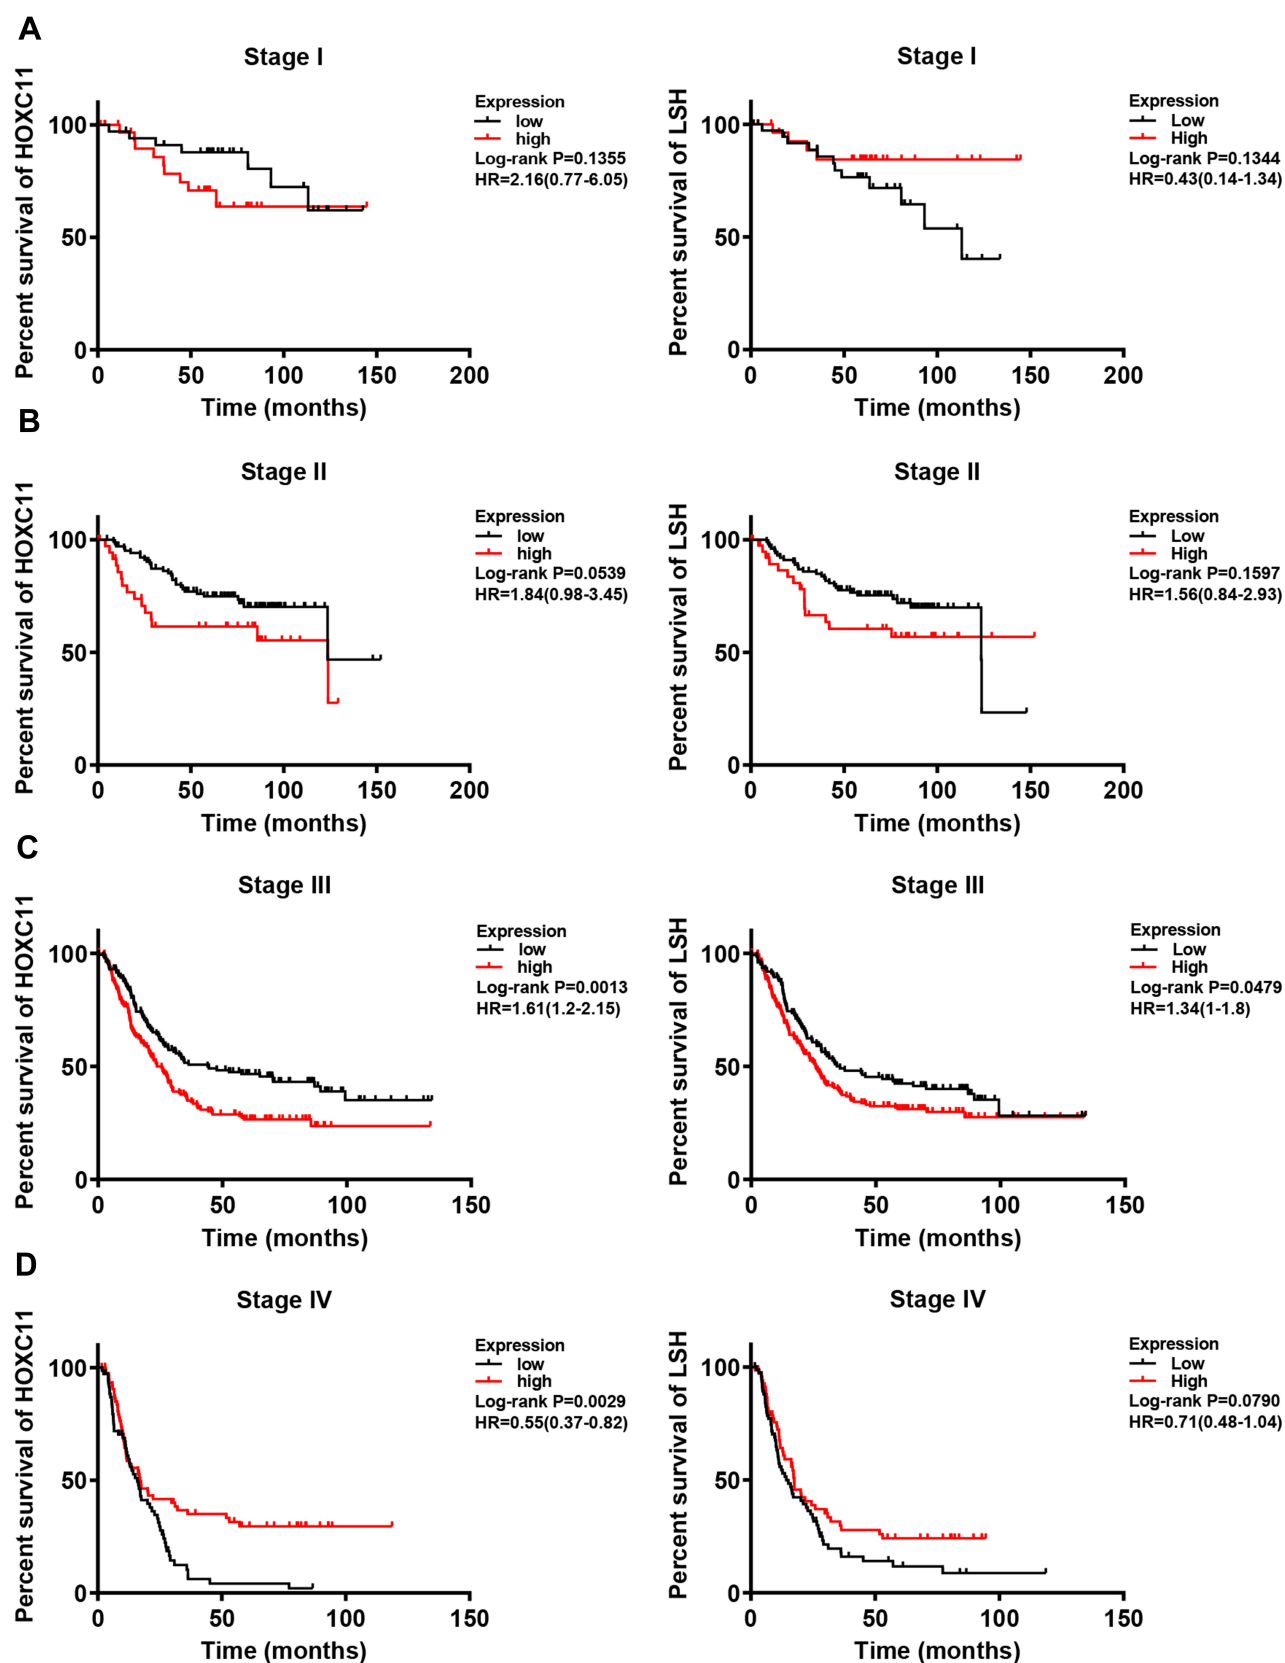 A
Stage I
Percent survival of HOXC11
100
50
0
0 50 100 150 200
Time (months)
Expression
low
high
Log-rank P=0.1355
HR=2.16(0.77-6.05)
Stage I
Percent survival of LSH
100
50
0
0 50 100 150 200
Time (months)
Expression
Low
High
Log-rank P=0.1344
HR=0.43(0.14-1.34)
B
Stage II
Percent survival of HOXC11
100
50
0
0 50 100 150 200
Time (months)
Expression
low
high
Log-rank P=0.0539
HR=1.84(0.98-3.45)
Stage II
Percent survival of LSH
100
50
0
0 50 100 150 200
Time (months)
Expression
Low
High
Log-rank P=0.1597
HR=1.56(0.84-2.93)
C
Stage III
Percent survival of HOXC11
100
50
0
0 50 100 150
Time (months)
Expression
low
high
Log-rank P=0.0013
HR=1.61(1.2-2.15)
Stage III
Percent survival of LSH
100
50
0
0 50 100 150
Time (months)
Expression
Low
High
Log-rank P=0.0479
HR=1.34(1-1.8)
D
Stage IV
Percent survival of HOXC11
100
50
0
0 50 100 150
Time (months)
Expression
low
high
Log-rank P=0.0029
HR=0.55(0.37-0.82)
Stage IV
Percent survival of LSH
100
50
0
0 50 100 150
Time (months)
Expression
Low
High
Log-rank P=0.0790
HR=0.71(0.48-1.04)